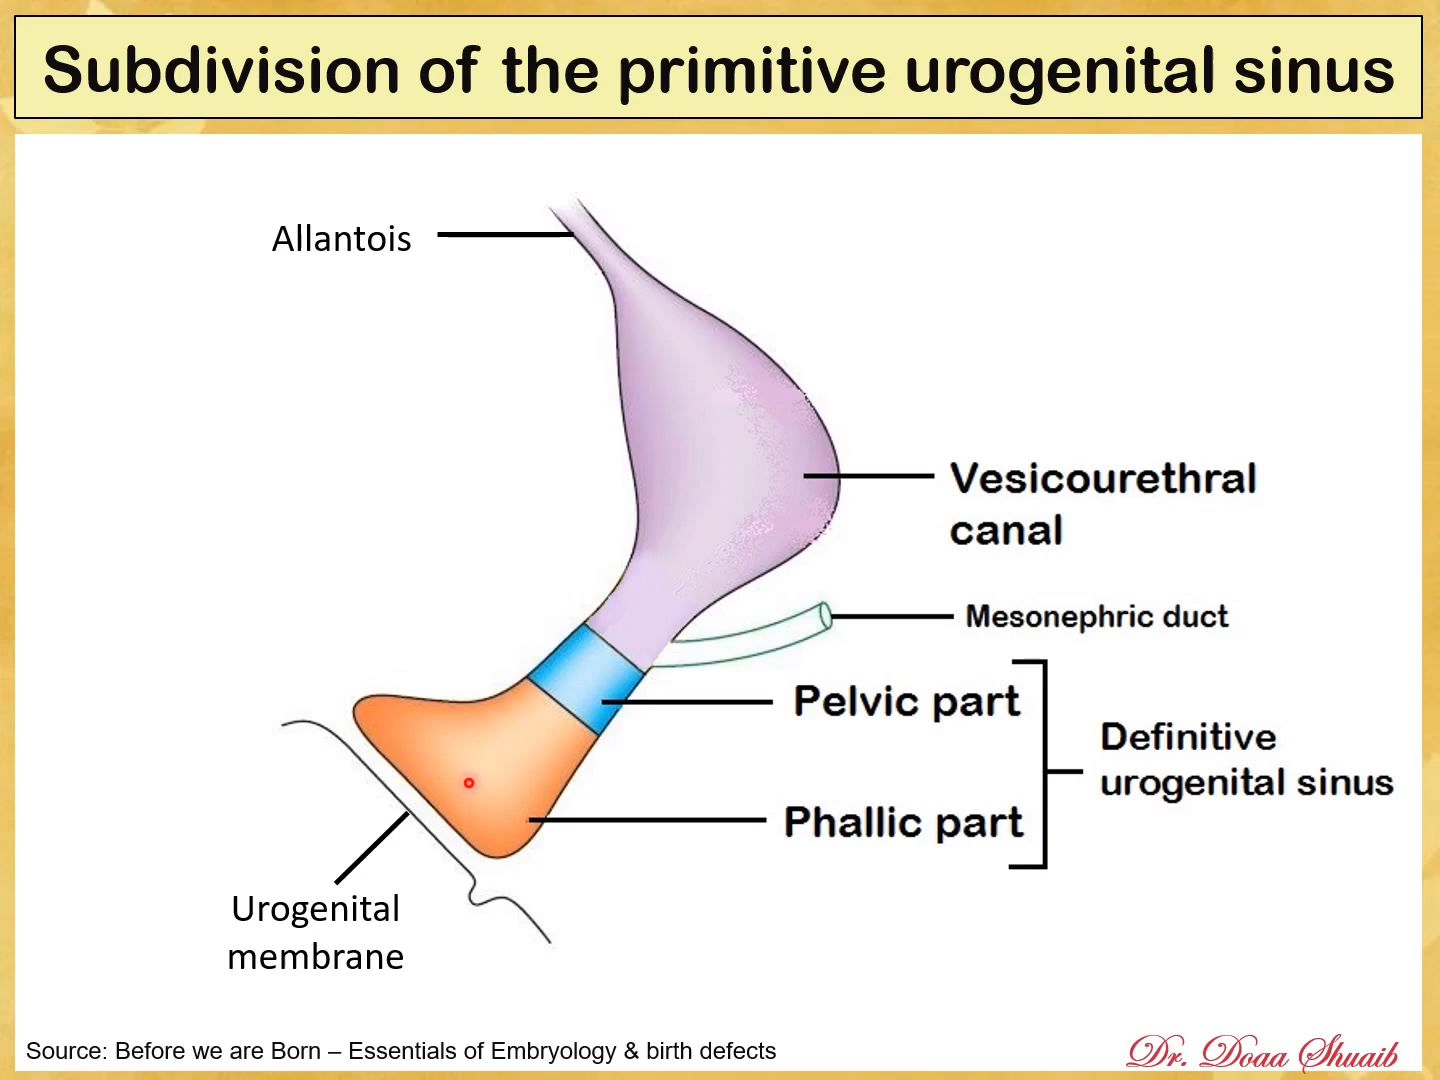 Subdivision of the primitive urogenital sinus
Allantois
Vesicourethral
canal
Mesonephric duct
Pelvic part
Definitive
urogenital sinus
Phallic part
Urogenital
membrane
Source: Before we are Born – Essentials of Embryology & birth defects
Dr. Doaa Shuaib